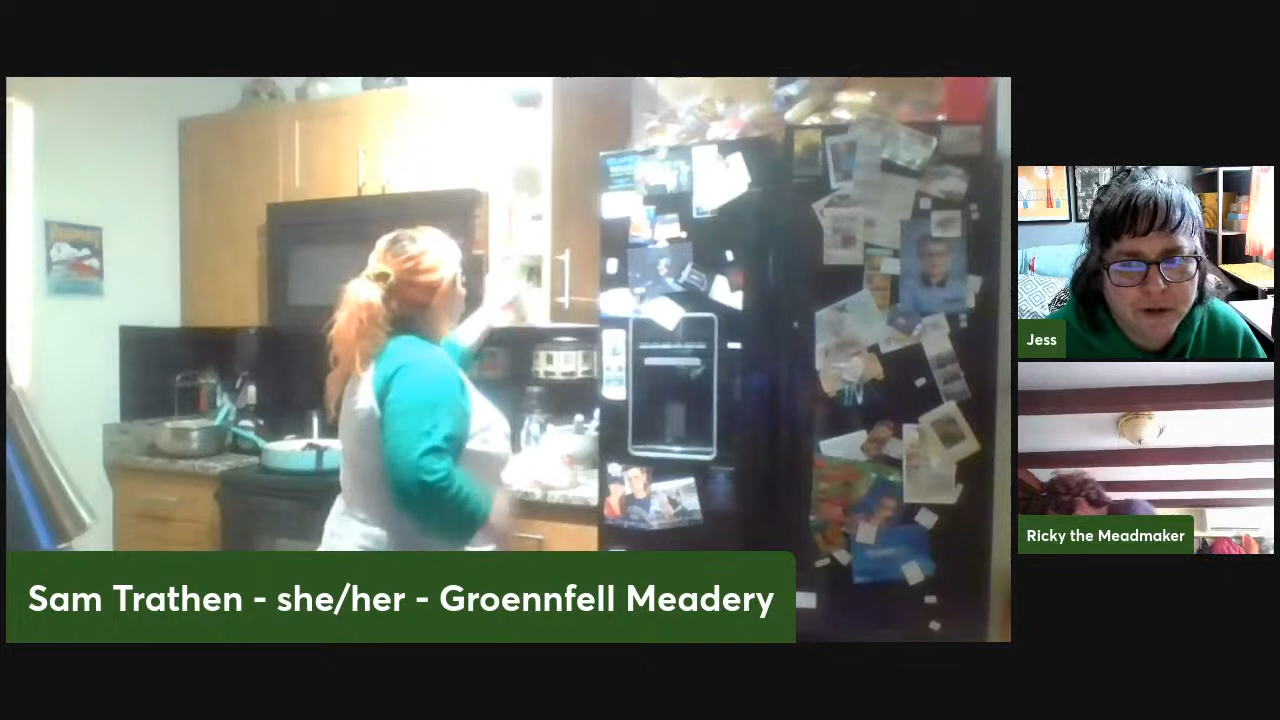 Jess
Ricky the Meadmaker
Sam Trathen - she/her - Groennfell Meadery